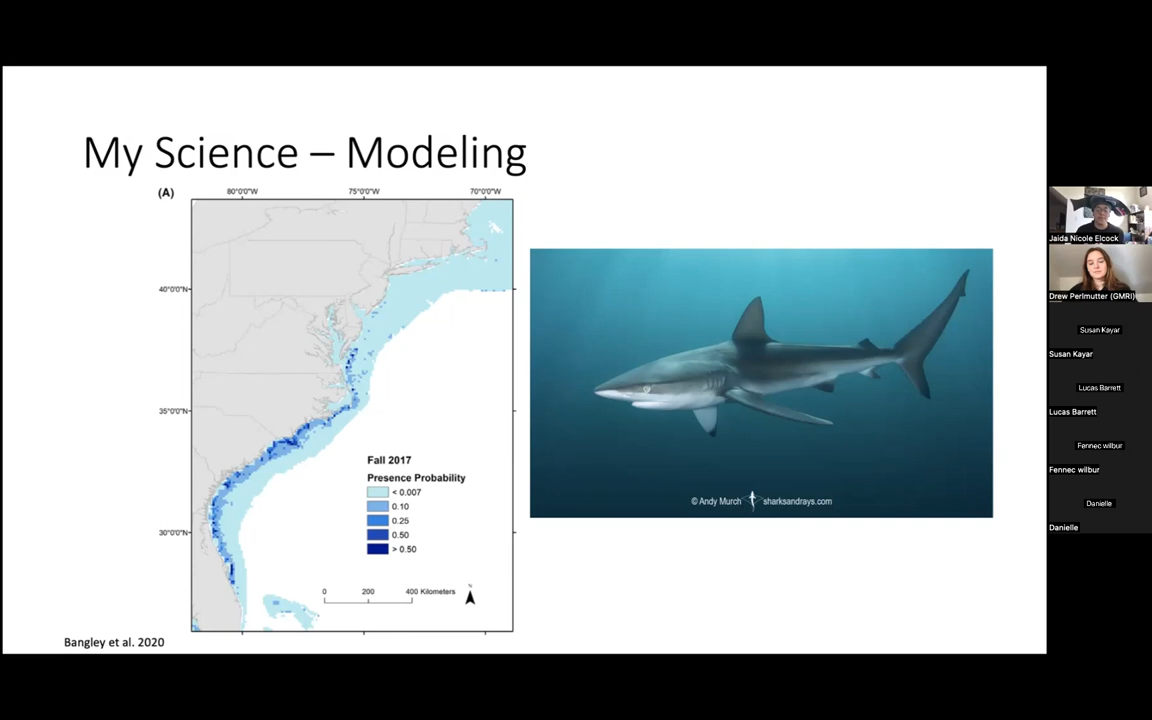 My Science – Modeling
(A)
80°0'0"W
75°0'0"W
70°0'0"W
40°0'0"N
35°0'0"N
30°0'0"N
Fall 2017
Presence Probability
< 0.007
0.10
0.25
0.50
> 0.50
0 200 400 Kilometers
N
Bangley et al. 2020
© Andy Murch sharksandrays.com
Jaida Nicole Elcock
Drew Perlmutter (GMRI)
Susan Kayar
Susan Kayar
Lucas Barrett
Lucas Barrett
Fennec wilbur
Fennec wilbur
Danielle
Danielle